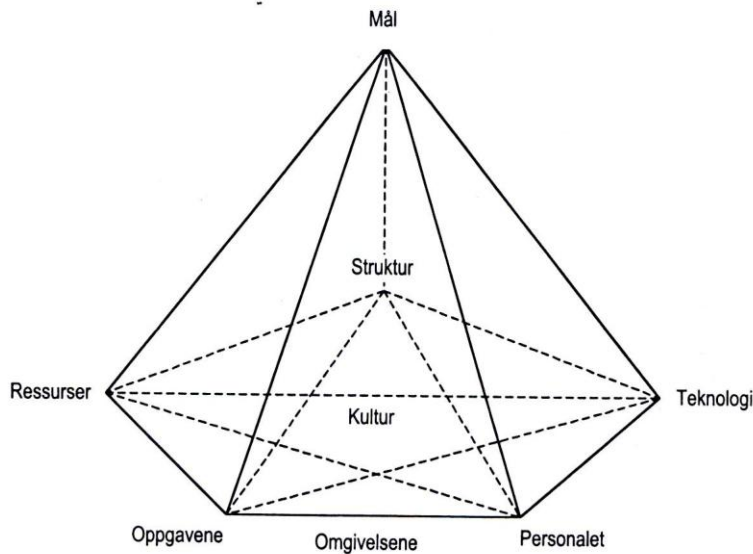 Mål
Struktur
Ressurser
Teknologi
Kultur
Oppgavene
Omgivelsene
Personalet